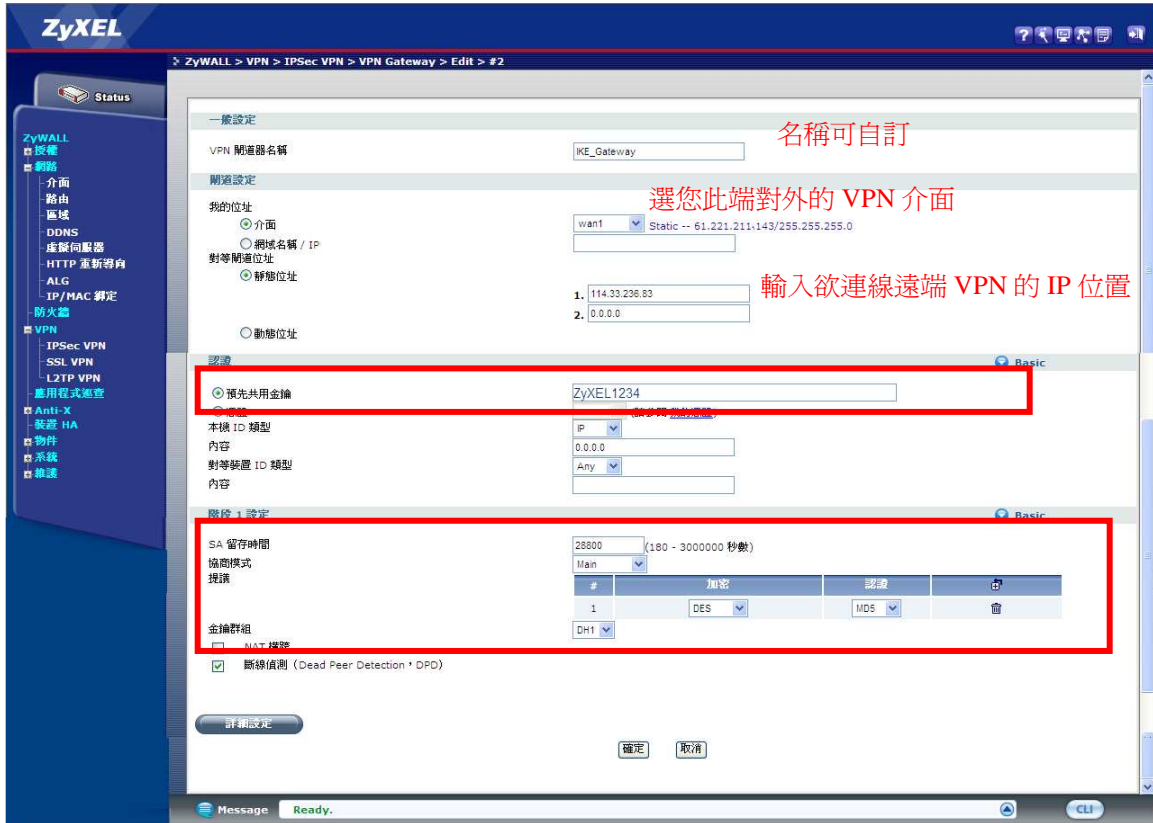 ZyXEL
ZyWALL > VPN > IPSec VPN > VPN Gateway > Edit > #2
Status
ZyWALL
授權
網路
介面
路由
區域
DDNS
虛擬伺服器
HTTP 重新導向
ALG
IP/MAC 綁定
防火牆
VPN
IPSec VPN
SSL VPN
L2TP VPN
應用程式巡查
Anti-X
裝置 HA
物件
系統
維護
一般設定
名稱可自訂
VPN 閘道器名稱 IKE_Gateway
閘道設定
選您此端對外的 VPN 介面
我的位址
介面 wan1 Static -- 61.221.211.143/255.255.255.0
網域名稱 / IP
對等閘道位址
靜態位址
輸入欲連線遠端 VPN 的 IP 位置
1. 114.33.236.83
2. 0.0.0.0
動態位址
認證 Basic
預先共用金鑰 ZyXEL1234
本機 ID 類型 IP
內容 0.0.0.0
對等裝置 ID 類型 Any
內容
階段 1 設定 Basic
SA 留存時間 28800 (180 - 3000000 秒數)
協商模式 Main
提議
# 加密 認證
1 DES MD5
金鑰群組 DH1
NAT 橫跨
斷線偵測（Dead Peer Detection，DPD）
詳細設定
確定 取消
Message Ready. CLI